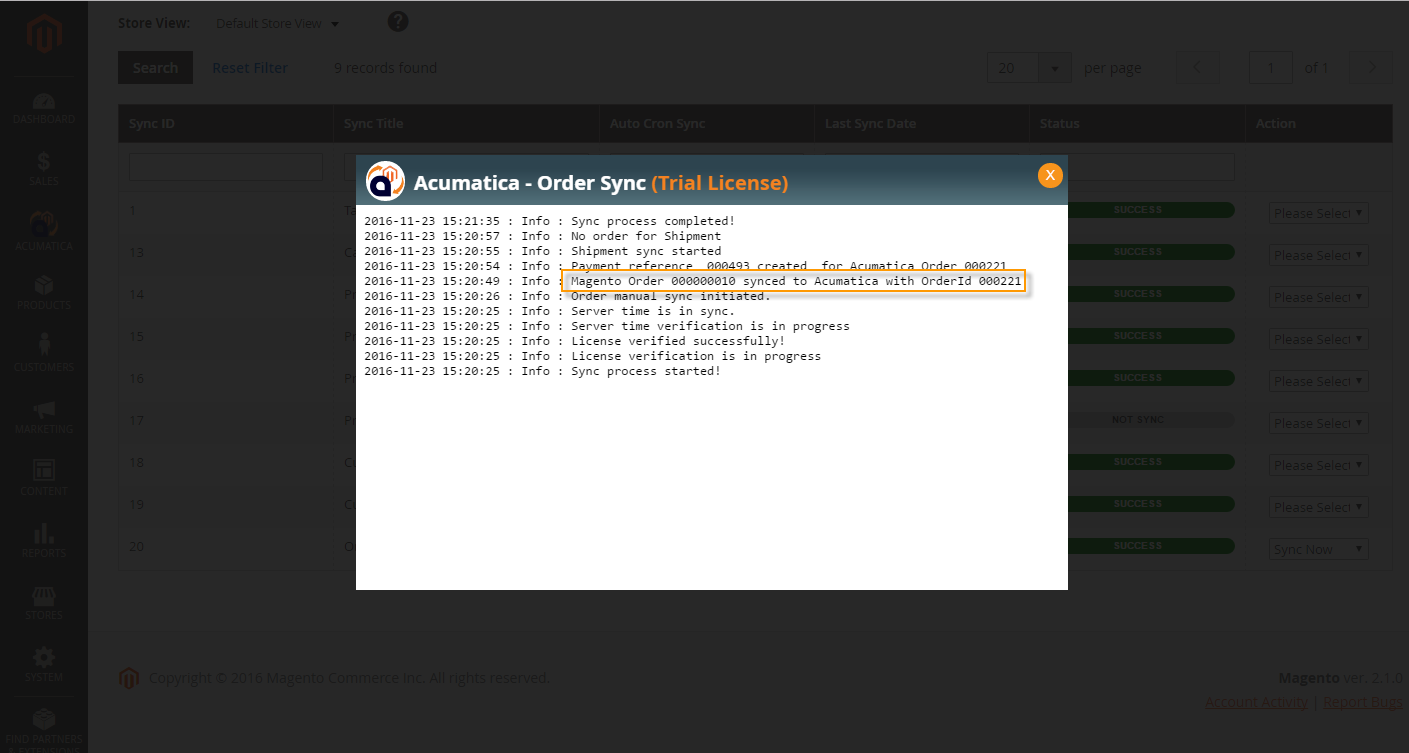 Store View: Default Store View ▼ ?
Search Reset Filter 9 records found 20 per page 1 of 1
DASHBOARD
SALES
ACUMATICA
PRODUCTS
CUSTOMERS
MARKETING
CONTENT
REPORTS
STORES
SYSTEM
FIND PARTNERS
& EXTENSIONS
Sync ID Sync Title Auto Cron Sync Last Sync Date Status Action
Acumatica - Order Sync (Trial License) X
2016-11-23 15:21:35 : Info : Sync process completed!
2016-11-23 15:20:57 : Info : No order for Shipment
2016-11-23 15:20:55 : Info : Shipment sync started
2016-11-23 15:20:54 : Info : Payment reference 000493 created for Acumatica Order 000221
2016-11-23 15:20:49 : Info : Magento Order 000000010 synced to Acumatica with OrderId 000221
2016-11-23 15:20:26 : Info : Order manual sync initiated.
2016-11-23 15:20:25 : Info : Server time is in sync.
2016-11-23 15:20:25 : Info : Server time verification is in progress
2016-11-23 15:20:25 : Info : License verified successfully!
2016-11-23 15:20:25 : Info : License verification is in progress
2016-11-23 15:20:25 : Info : Sync process started!
1 SUCCESS Please Select
13 SUCCESS Please Select
14 SUCCESS Please Select
15 SUCCESS Please Select
16 SUCCESS Please Select
17 NOT SYNC Please Select
18 SUCCESS Please Select
19 SUCCESS Please Select
20 SUCCESS Sync Now
Copyright © 2016 Magento Commerce Inc. All rights reserved.
Magento ver. 2.1.0
Account Activity | Report Bugs